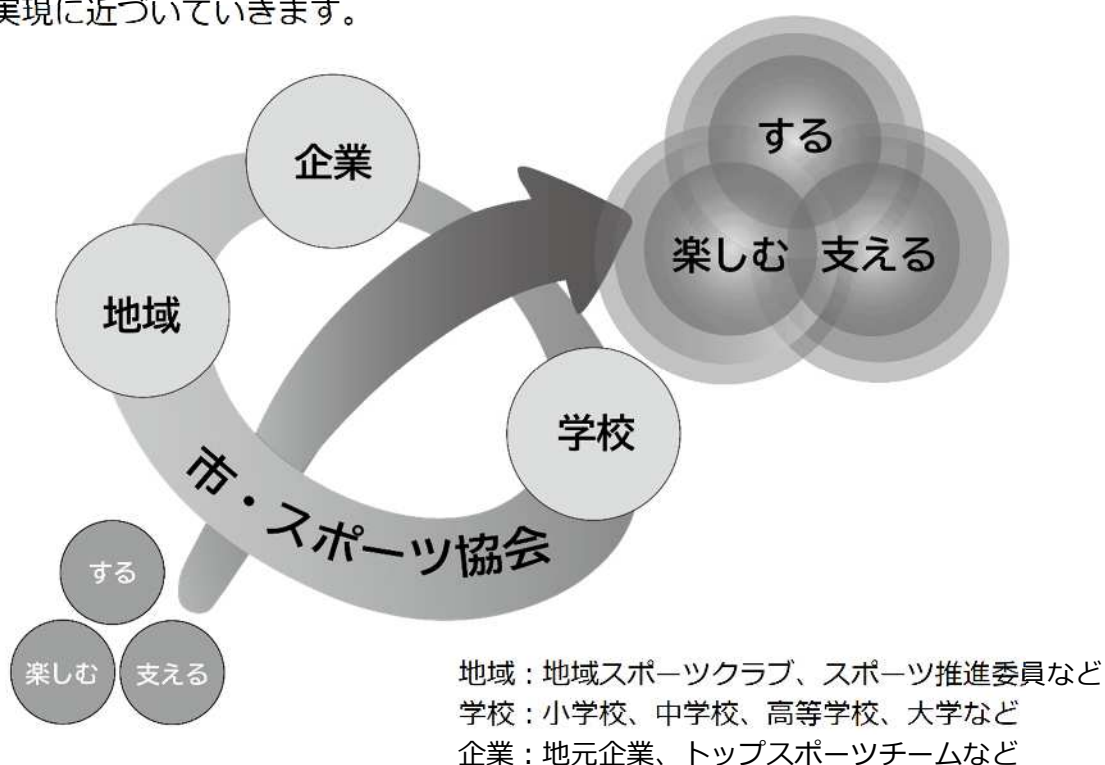 実現に近づいていきます。
企業
地域
学校
市・スポーツ協会
する
楽しむ 支える
する
楽しむ 支える
地域：地域スポーツクラブ、スポーツ推進委員など
学校：小学校、中学校、高等学校、大学など
企業：地元企業、トップスポーツチームなど